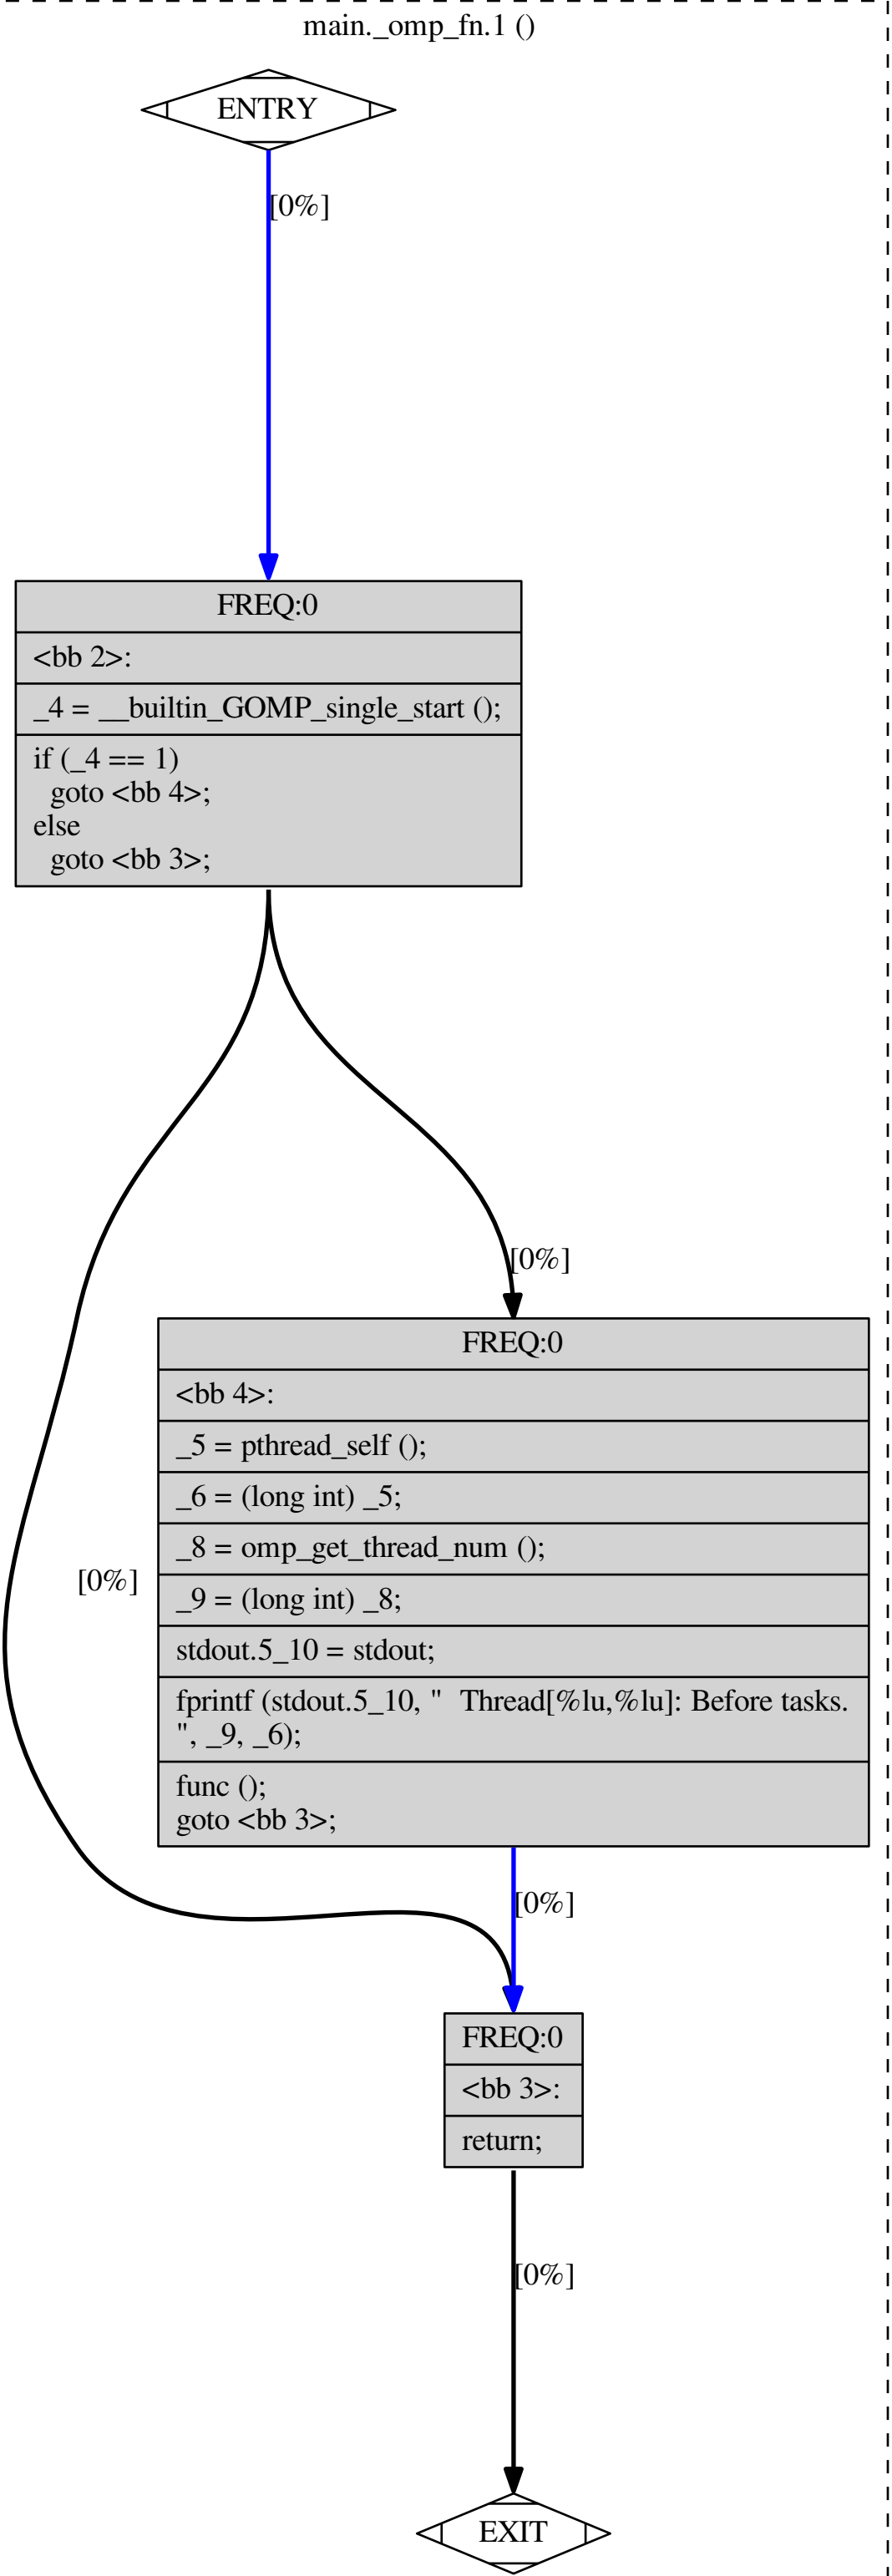 main._omp_fn.1 ()
ENTRY
[0%]
FREQ:0
<bb 2>:
_4 = __builtin_GOMP_single_start ();
if (_4 == 1)
  goto <bb 4>;
else
  goto <bb 3>;
[0%]
FREQ:0
<bb 4>:
_5 = pthread_self ();
_6 = (long int) _5;
_8 = omp_get_thread_num ();
[0%]
_9 = (long int) _8;
stdout.5_10 = stdout;
fprintf (stdout.5_10, "  Thread[%lu,%lu]: Before tasks.
", _9, _6);
func ();
goto <bb 3>;
[0%]
FREQ:0
<bb 3>:
return;
[0%]
EXIT